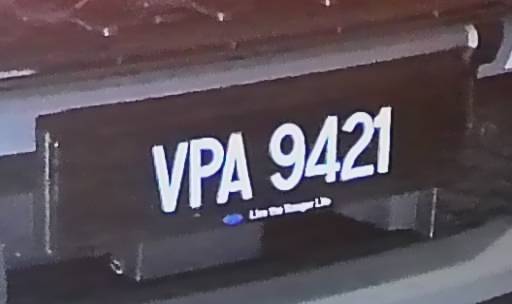 VPA 9421
Live the Ranger Life